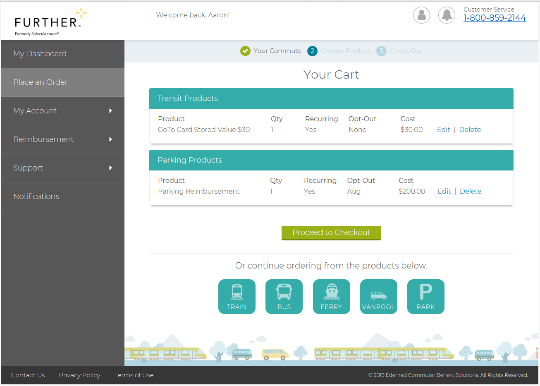 FURTHER
Formerly SelectAccount®
Welcome back, Aaron!
Customer Service
1-800-859-2144
My Dashboard
Place an Order
My Account
Reimbursement
Support
Notifications
Your Commute 2 Choose Product 3 Check Out
Your Cart
Transit Products
Product Qty Recurring Opt-Out Cost
GoTo Card Stored Value $30 1 Yes None $30.00 Edit | Delete
Parking Products
Product Qty Recurring Opt-Out Cost
Parking Reimbursement 1 Yes Aug $200.00 Edit | Delete
Proceed to Checkout
Or continue ordering from the products below.
TRAIN BUS FERRY VANPOOL P PARK
Contact Us Privacy Policy Terms of Use © 2019 Edenred Commuter Benefit Solutions, All Rights Reserved.